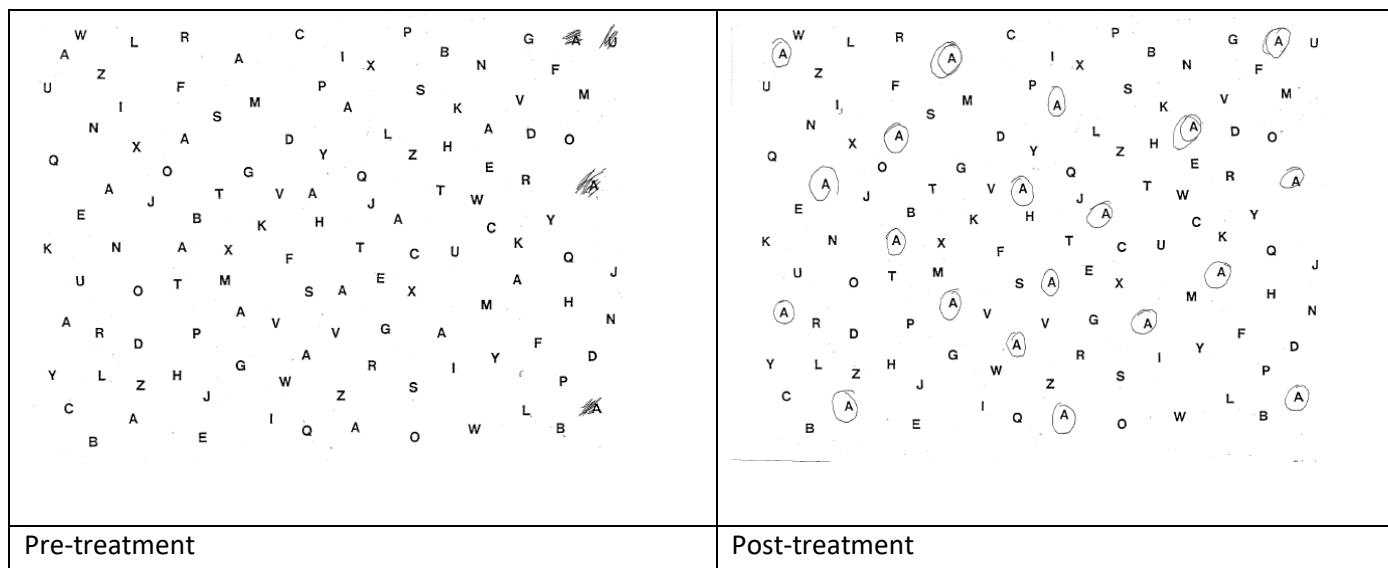 W L R C P G A U
A A I X B N F
U Z F P S M
I S M A K V
N X A D L H A D O
Q O G Y Q Z E R
A J T V A J T W A
E B K H A C Y
K N A X F T C U K Q
U O T M S A E X A J
A R P A V V G A M H N
D A R Y F D
Y L Z H G W S I P
C A J I Z A L A
B E Q O W B
Pre-treatment
W L R C P G A U
A A I X B N F
U Z F P S M
I S M A K V
N X A D L H A D O
Q O G Y Q Z E R
A J T V A J T W A
E B K H A C Y
K N A X F T C U K Q
U O T M S A E X A J
A R P A V V G A M H N
D A R Y F D
Y L Z H G W S I P
C A J I Z A L A
B E Q O W B
Post-treatment